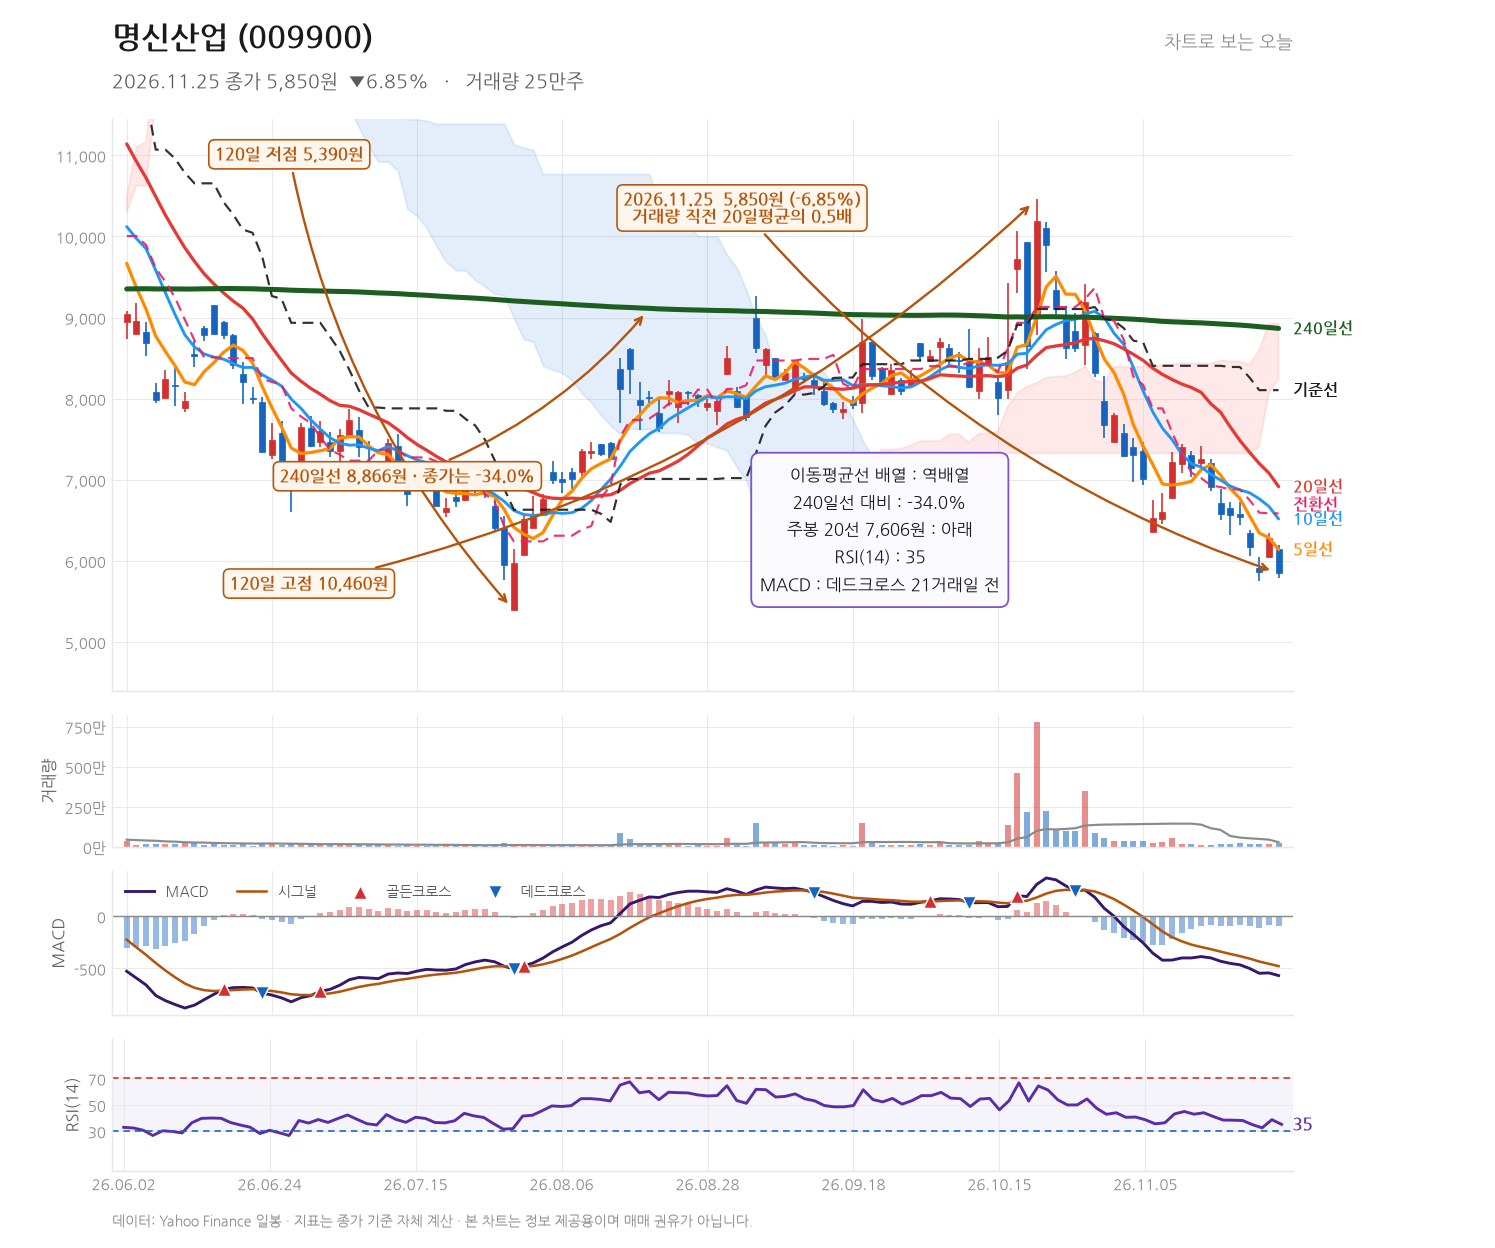 명신산업 (009900)
차트로 보는 오늘
2026.11.25 종가 5,850원 ▼6.85% · 거래량 25만주
11,000
10,000
9,000
8,000
7,000
6,000
5,000
120일 저점 5,390원
2026.11.25 5,850원 (-6.85%)
거래량 직전 20일평균의 0.5배
240일선 8,866원 · 종가는 -34.0%
120일 고점 10,460원
이동평균선 배열 : 역배열
240일선 대비 : -34.0%
주봉 20선 7,606원 : 아래
RSI(14) : 35
MACD : 데드크로스 21거래일 전
240일선
기준선
20일선
전환선
10일선
5일선
거래량
750만
500만
250만
0만
MACD
MACD
시그널
골든크로스
데드크로스
0
-500
RSI(14)
70
50
30
35
26.06.02
26.06.24
26.07.15
26.08.06
26.08.28
26.09.18
26.10.15
26.11.05
데이터: Yahoo Finance 일봉 · 지표는 종가 기준 자체 계산 · 본 차트는 정보 제공용이며 매매 권유가 아닙니다.